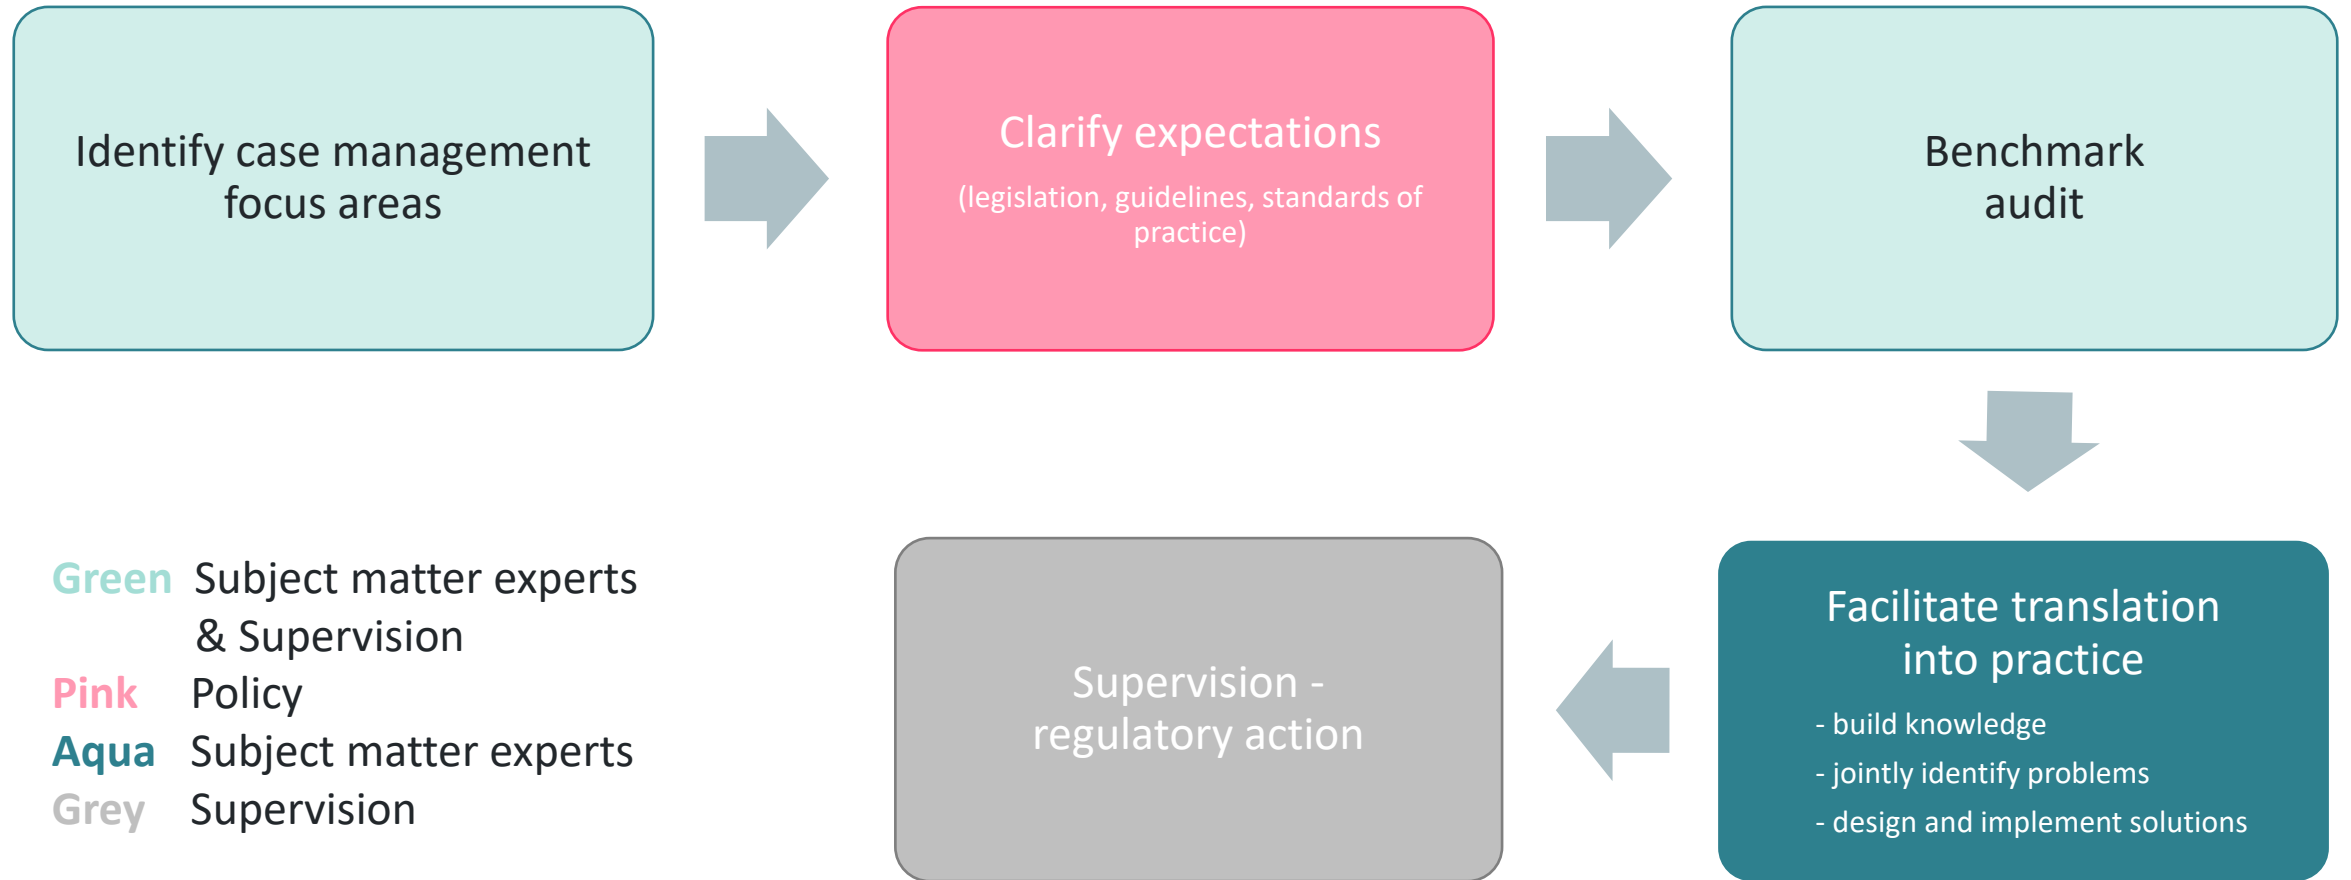 Identify case management
focus areas
Clarify expectations
(legislation, guidelines, standards of
practice)
Benchmark
audit
Facilitate translation
into practice
- build knowledge
- jointly identify problems
- design and implement solutions
Supervision -
regulatory action
Green Subject matter experts
& Supervision
Pink Policy
Aqua Subject matter experts
Grey Supervision